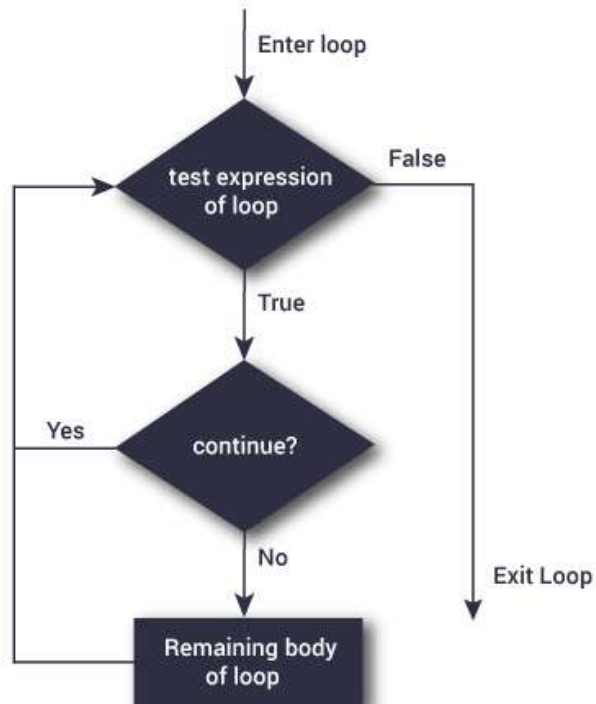 Enter loop
test expression
of loop
False
True
Yes
continue?
No
Exit Loop
Remaining body
of loop